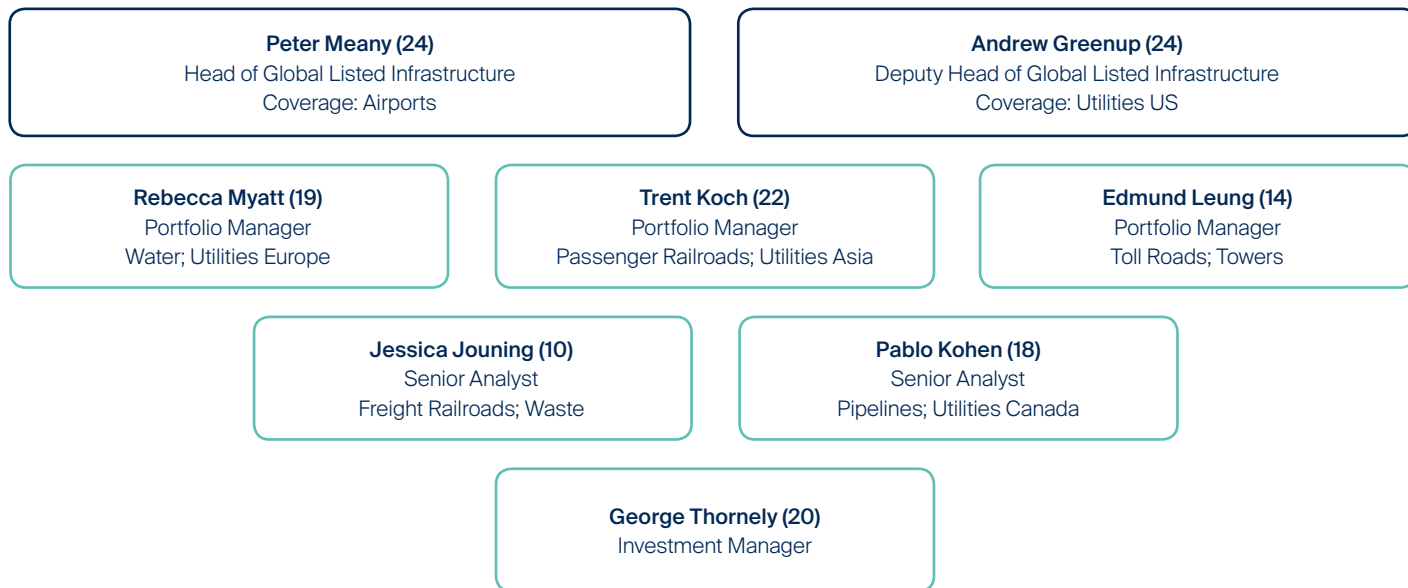 Peter Meany (24)
Head of Global Listed Infrastructure
Coverage: Airports
Andrew Greenup (24)
Deputy Head of Global Listed Infrastructure
Coverage: Utilities US
Rebecca Myatt (19)
Portfolio Manager
Water; Utilities Europe
Trent Koch (22)
Portfolio Manager
Passenger Railroads; Utilities Asia
Edmund Leung (14)
Portfolio Manager
Toll Roads; Towers
Jessica Jouning (10)
Senior Analyst
Freight Railroads; Waste
Pablo Kohen (18)
Senior Analyst
Pipelines; Utilities Canada
George Thornely (20)
Investment Manager